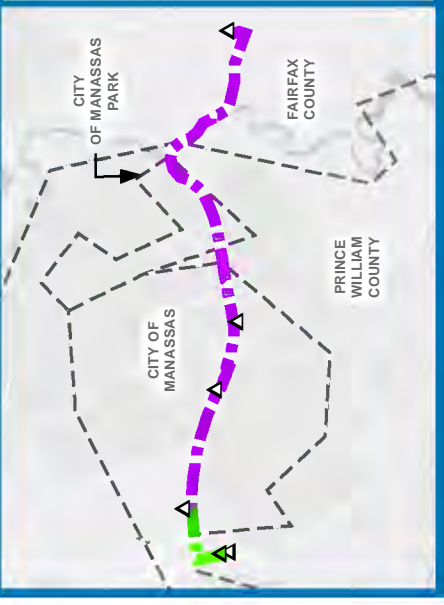 CITY
OF MANASSAS
PARK
FAIRFAX
COUNTY
CITY OF
MANASSAS
PRINCE
WILLIAM
COUNTY